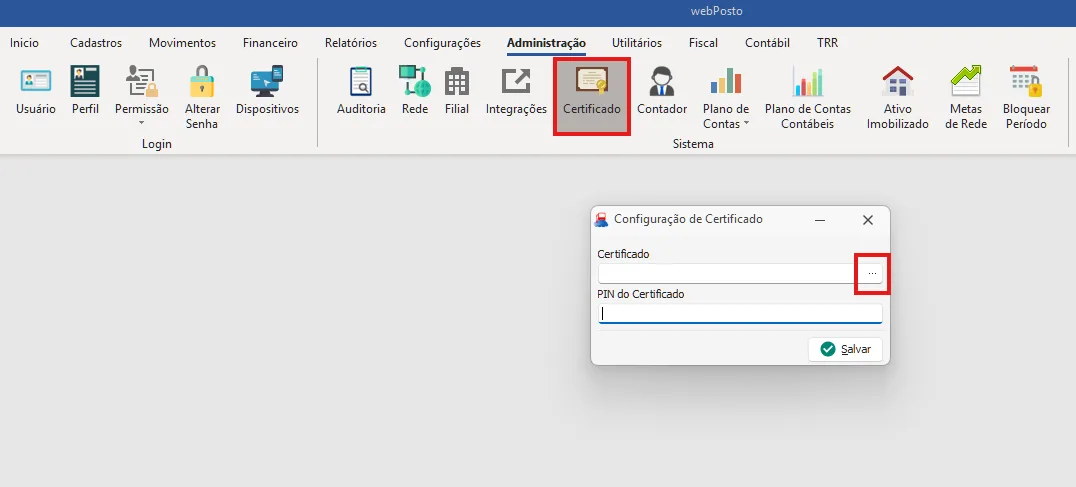 webPosto
Inicio Cadastros Movimentos Financeiro Relatórios Configurações Administração Utilitários Fiscal Contábil TRR
Usuário Perfil Permissão Alterar Senha Dispositivos Auditoria Rede Filial Integrações Certificado Contador Plano de Contas Plano de Contas Contábeis Ativo Imobilizado Metas de Rede Bloquear Período
Login Sistema
Configuração de Certificado
Certificado
...
PIN do Certificado
Salvar